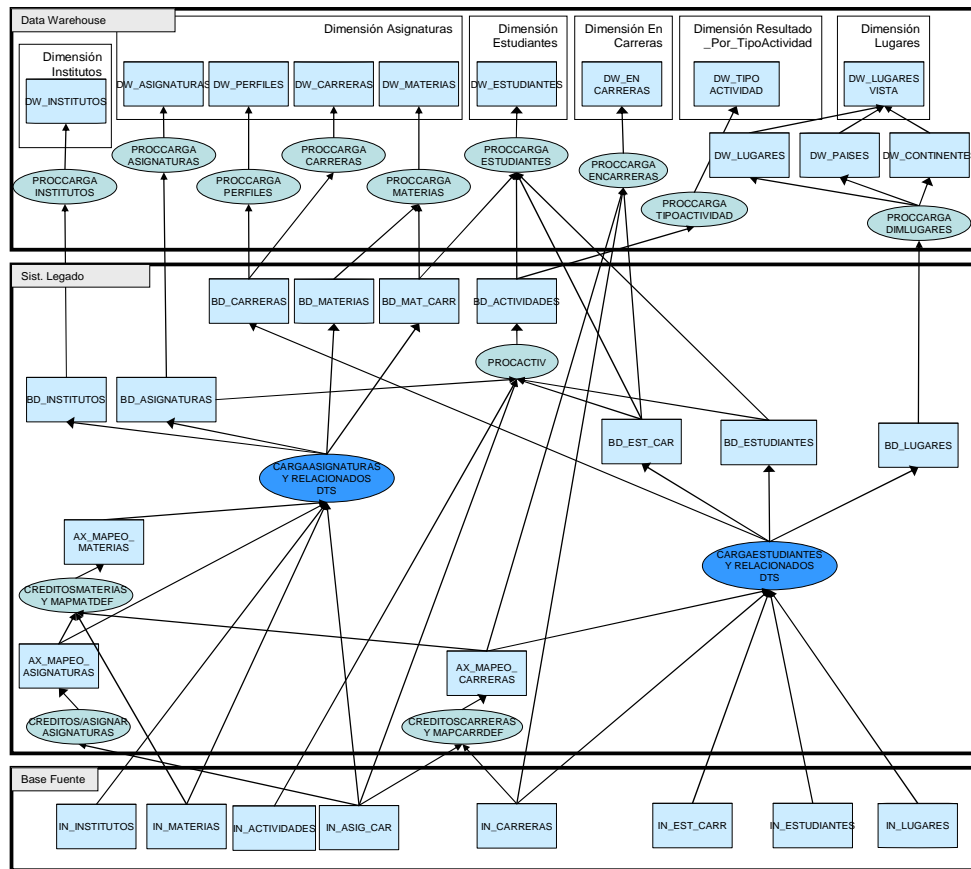 Data Warehouse
Dimensión
Institutos
Dimensión Asignaturas
Dimensión
Estudiantes
Dimensión En
Carreras
Dimensión Resultado
_Por_TipoActividad
Dimensión
Lugares
DW_INSTITUTOS
DW_ASIGNATURAS
DW_PERFILES
DW_CARRERAS
DW_MATERIAS
DW_ESTUDIANTES
DW_EN
CARRERAS
DW_TIPO
ACTIVIDAD
DW_LUGARES
VISTA
DW_LUGARES
DW_PAISES
DW_CONTINENTE
PROCCARGA
INSTITUTOS
PROCCARGA
ASIGNATURAS
PROCCARGA
PERFILES
PROCCARGA
CARRERAS
PROCCARGA
MATERIAS
PROCCARGA
ESTUDIANTES
PROCCARGA
ENCARRERAS
PROCCARGA
TIPOACTIVIDAD
PROCCARGA
DIMLUGARES
Sist. Legado
BD_CARRERAS
BD_MATERIAS
BD_MAT_CARR
BD_ACTIVIDADES
PROCACTIV
BD_INSTITUTOS
BD_ASIGNATURAS
BD_EST_CAR
BD_ESTUDIANTES
BD_LUGARES
CARGAASIGNATURAS
Y RELACIONADOS
DTS
CARGAESTUDIANTES
Y RELACIONADOS
DTS
AX_MAPEO_
MATERIAS
CREDITOSMATERIAS
Y MAPMATDEF
AX_MAPEO_
ASIGNATURAS
AX_MAPEO_
CARRERAS
CREDITOS/ASIGNAR
ASIGNATURAS
CREDITOSCARRERAS
Y MAPCARRDEF
Base Fuente
IN_INSTITUTOS
IN_MATERIAS
IN_ACTIVIDADES
IN_ASIG_CAR
IN_CARRERAS
IN_EST_CARR
IN_ESTUDIANTES
IN_LUGARES